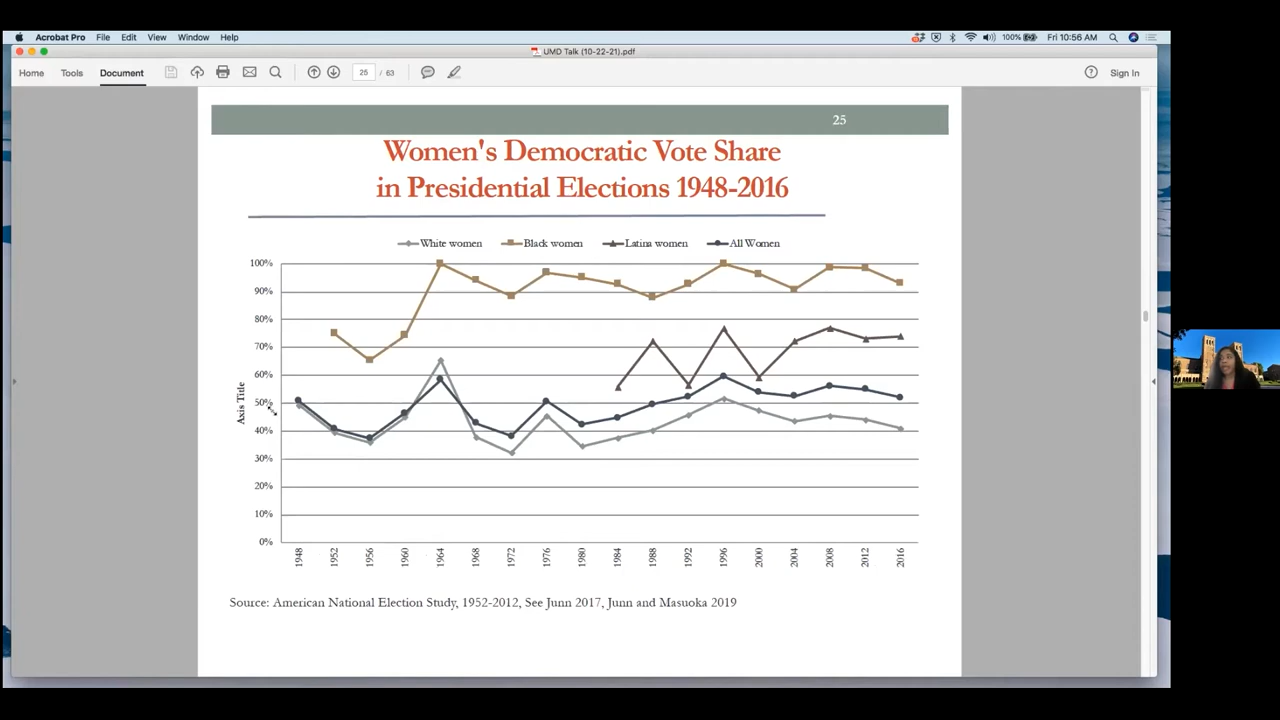 Acrobat Pro File Edit View Window Help 100% Fri 10:56 AM
UMD Talk (10-22-21).pdf
Home Tools Document 25 / 63 Sign In
25
Women's Democratic Vote Share
in Presidential Elections 1948-2016
White women Black women Latina women All Women
100%
90%
80%
70%
60%
50%
40%
30%
20%
10%
0%
Axis Title
1948 1952 1956 1960 1964 1968 1972 1976 1980 1984 1988 1992 1996 2000 2004 2008 2012 2016
Source: American National Election Study, 1952-2012, See Junn 2017, Junn and Masuoka 2019